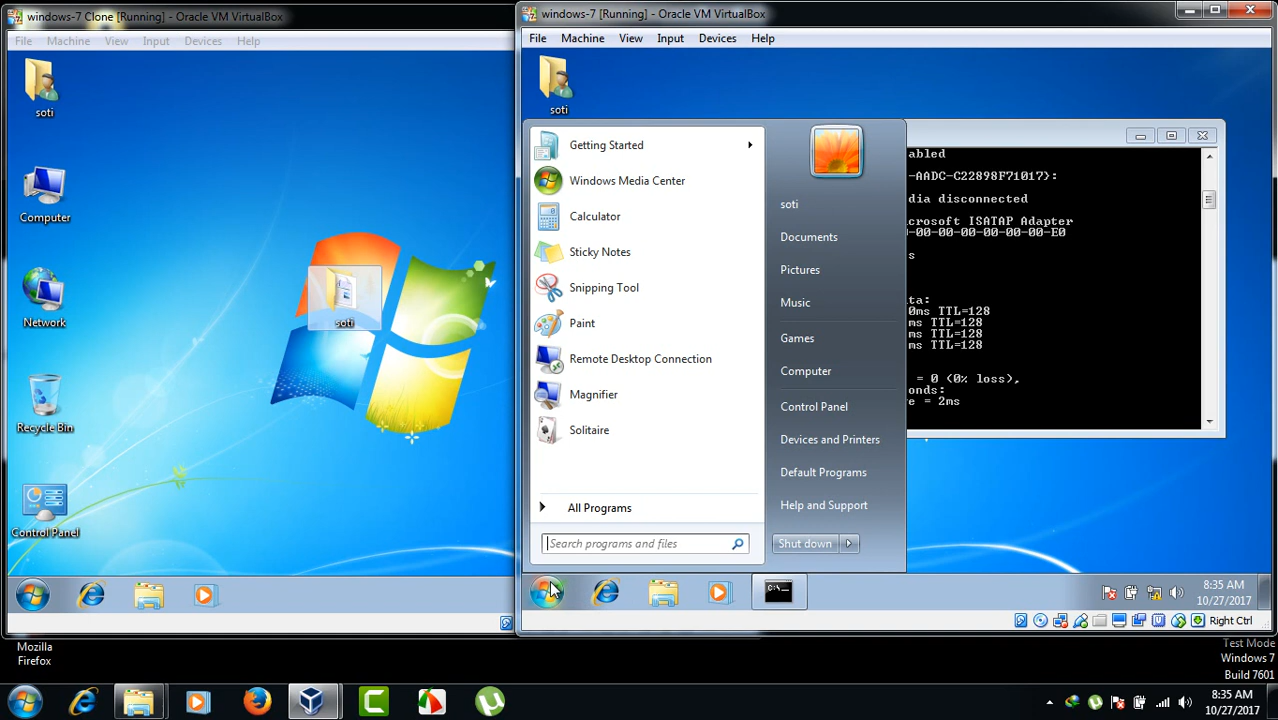 windows-7 Clone [Running] - Oracle VM VirtualBox
File Machine View Input Devices Help
soti
Computer
Network
Recycle Bin
Control Panel
soti
windows-7 [Running] - Oracle VM VirtualBox
File Machine View Input Devices Help
soti
Getting Started
Windows Media Center
Calculator
Sticky Notes
Snipping Tool
Paint
Remote Desktop Connection
Magnifier
Solitaire
All Programs
Search programs and files
soti
Documents
Pictures
Music
Games
Computer
Control Panel
Devices and Printers
Default Programs
Help and Support
Shut down
abled
-AADC-C22898F71017}:
dia disconnected
icrosoft ISATAP Adapter
00-00-00-00-00-00-E0
s
ta:
0ms TTL=128
ms TTL=128
ms TTL=128
ms TTL=128
= 0 (0% loss),
onds:
e = 2ms
C:\_
8:35 AM
10/27/2017
Right Ctrl
Mozilla
Firefox
Test Mode
Windows 7
Build 7601
8:35 AM
10/27/2017